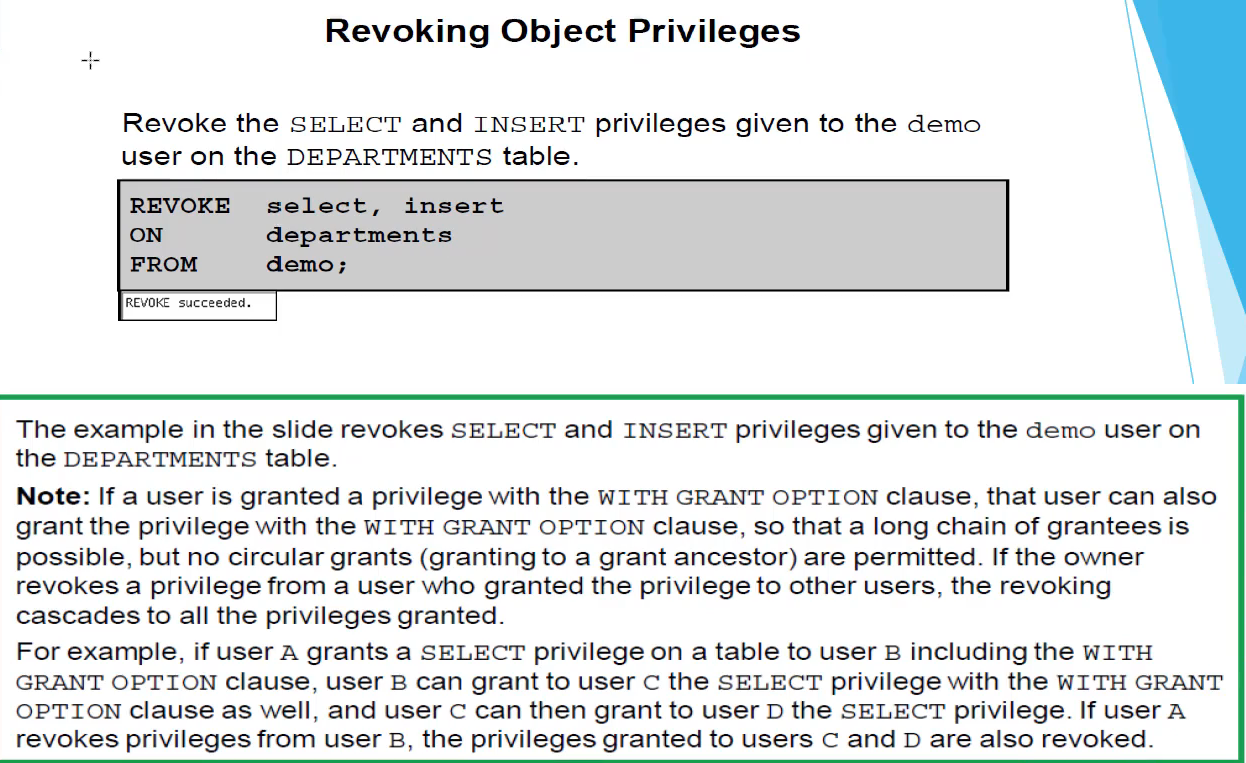 Revoking Object Privileges
Revoke the SELECT and INSERT privileges given to the demo
user on the DEPARTMENTS table.
REVOKE select, insert
ON departments
FROM demo;
REVOKE succeeded.
The example in the slide revokes SELECT and INSERT privileges given to the demo user on
the DEPARTMENTS table.
Note: If a user is granted a privilege with the WITH GRANT OPTION clause, that user can also
grant the privilege with the WITH GRANT OPTION clause, so that a long chain of grantees is
possible, but no circular grants (granting to a grant ancestor) are permitted. If the owner
revokes a privilege from a user who granted the privilege to other users, the revoking
cascades to all the privileges granted.
For example, if user A grants a SELECT privilege on a table to user B including the WITH
GRANT OPTION clause, user B can grant to user C the SELECT privilege with the WITH GRANT
OPTION clause as well, and user C can then grant to user D the SELECT privilege. If user A
revokes privileges from user B, the privileges granted to users C and D are also revoked.